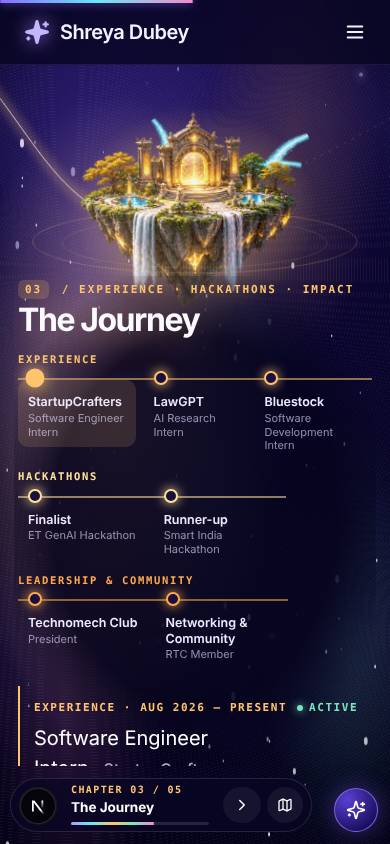 Shreya Dubey
03 / EXPERIENCE · HACKATHONS · IMPACT
The Journey
EXPERIENCE
StartupCrafters
Software Engineer
Intern
LawGPT
AI Research
Intern
Bluestock
Software
Development
Intern
HACKATHONS
Finalist
ET GenAI Hackathon
Runner-up
Smart India
Hackathon
LEADERSHIP & COMMUNITY
Technomech Club
President
Networking &
Community
RTC Member
EXPERIENCE · AUG 2026 — PRESENT ACTIVE
Software Engineer
Intern
CHAPTER 03 / 05
The Journey
N